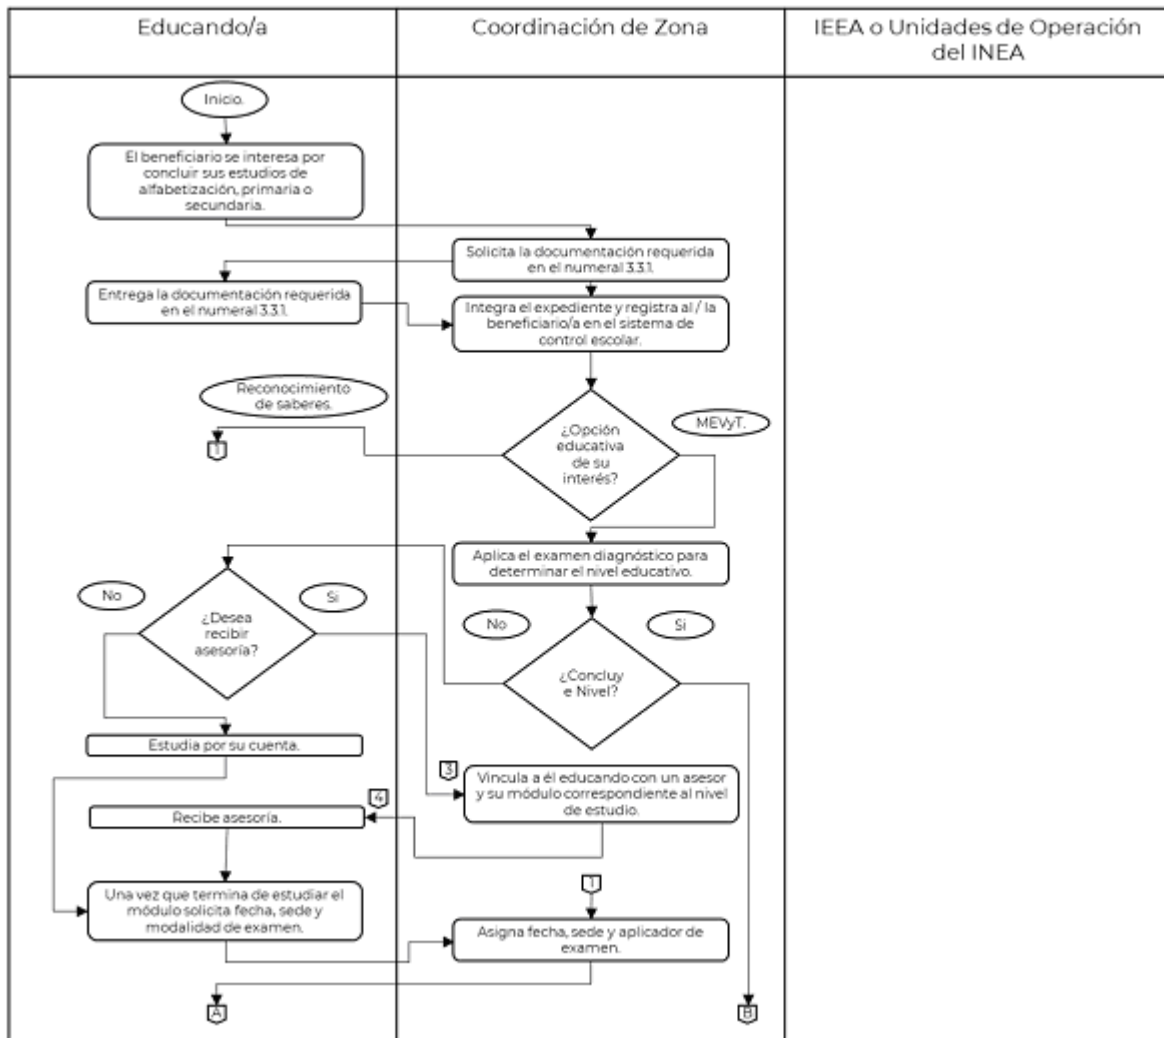 Educando/a
Coordinación de Zona
IEEA o Unidades de Operación
del INEA
Inicio.
El beneficiario se interesa por
concluir sus estudios de
alfabetización, primaria o
secundaria.
Solicita la documentación requerida
en el numeral 3.3.1.
Entrega la documentación requerida
en el numeral 3.3.1.
Integra el expediente y registra al / la
beneficiario/a en el sistema de
control escolar.
Reconocimiento
de saberes.
1
¿Opción
educativa
de su
interés?
MEVyT.
Aplica el examen diagnóstico para
determinar el nivel educativo.
No
¿Desea
recibir
asesoría?
Si
No
¿Concluy
e Nivel?
Si
Estudia por su cuenta.
3
Vincula a él educando con un asesor
y su módulo correspondiente al nivel
de estudio.
4
Recibe asesoría.
Una vez que termina de estudiar el
módulo solicita fecha, sede y
modalidad de examen.
1
Asigna fecha, sede y aplicador de
examen.
A
B